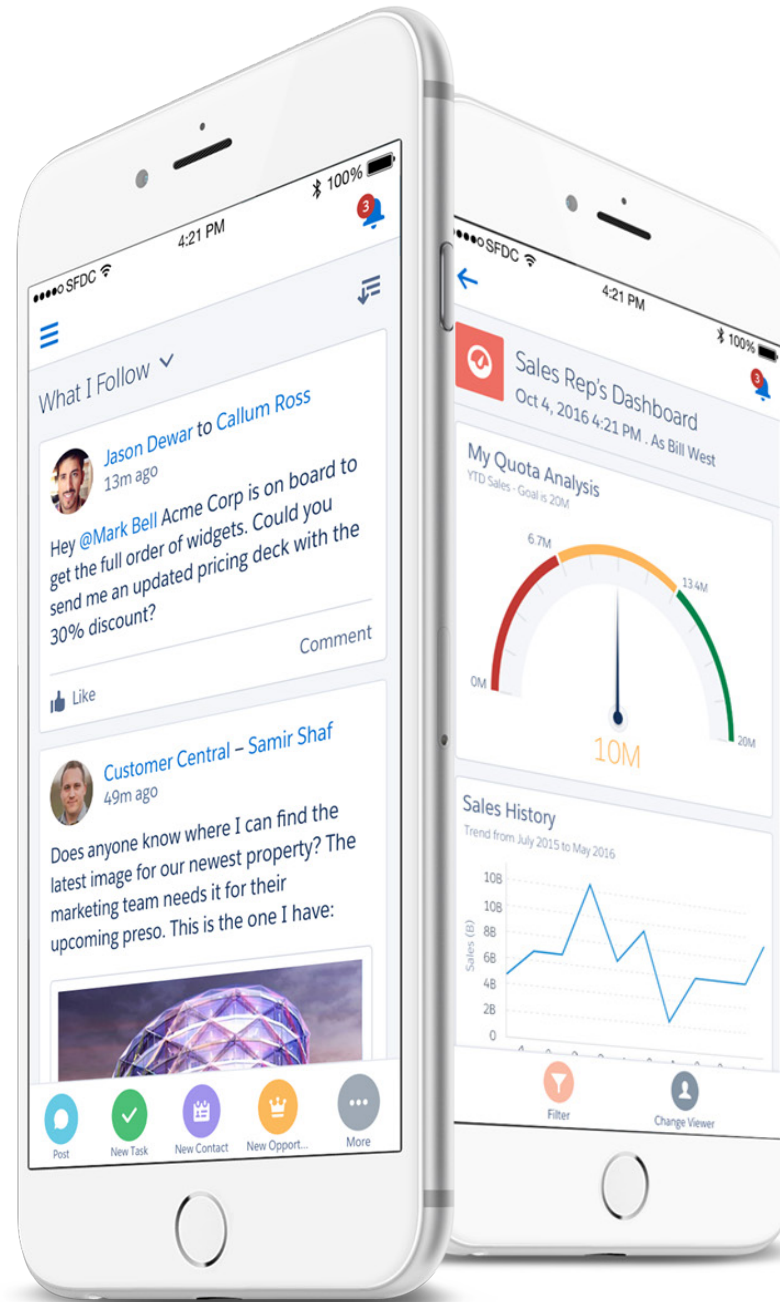 ●●●●○ SFDC 4:21 PM 100%
3
What I Follow
Jason Dewar to Callum Ross
13m ago
Hey @Mark Bell Acme Corp is on board to
get the full order of widgets. Could you
send me an updated pricing deck with the
30% discount?
Like Comment
Customer Central – Samir Shaf
49m ago
Does anyone know where I can find the
latest image for our newest property? The
marketing team needs it for their
upcoming preso. This is the one I have:
Post New Task New Contact New Opport... More
SFDC 4:21 PM 100%
3
Sales Rep's Dashboard
Oct 4, 2016 4:21 PM . As Bill West
My Quota Analysis
YTD Sales - Goal is 20M
6.7M
13.4M
0M
20M
10M
Sales History
Trend from July 2015 to May 2016
Sales (B)
10B
10B
8B
6B
4B
2B
0
Filter Change Viewer